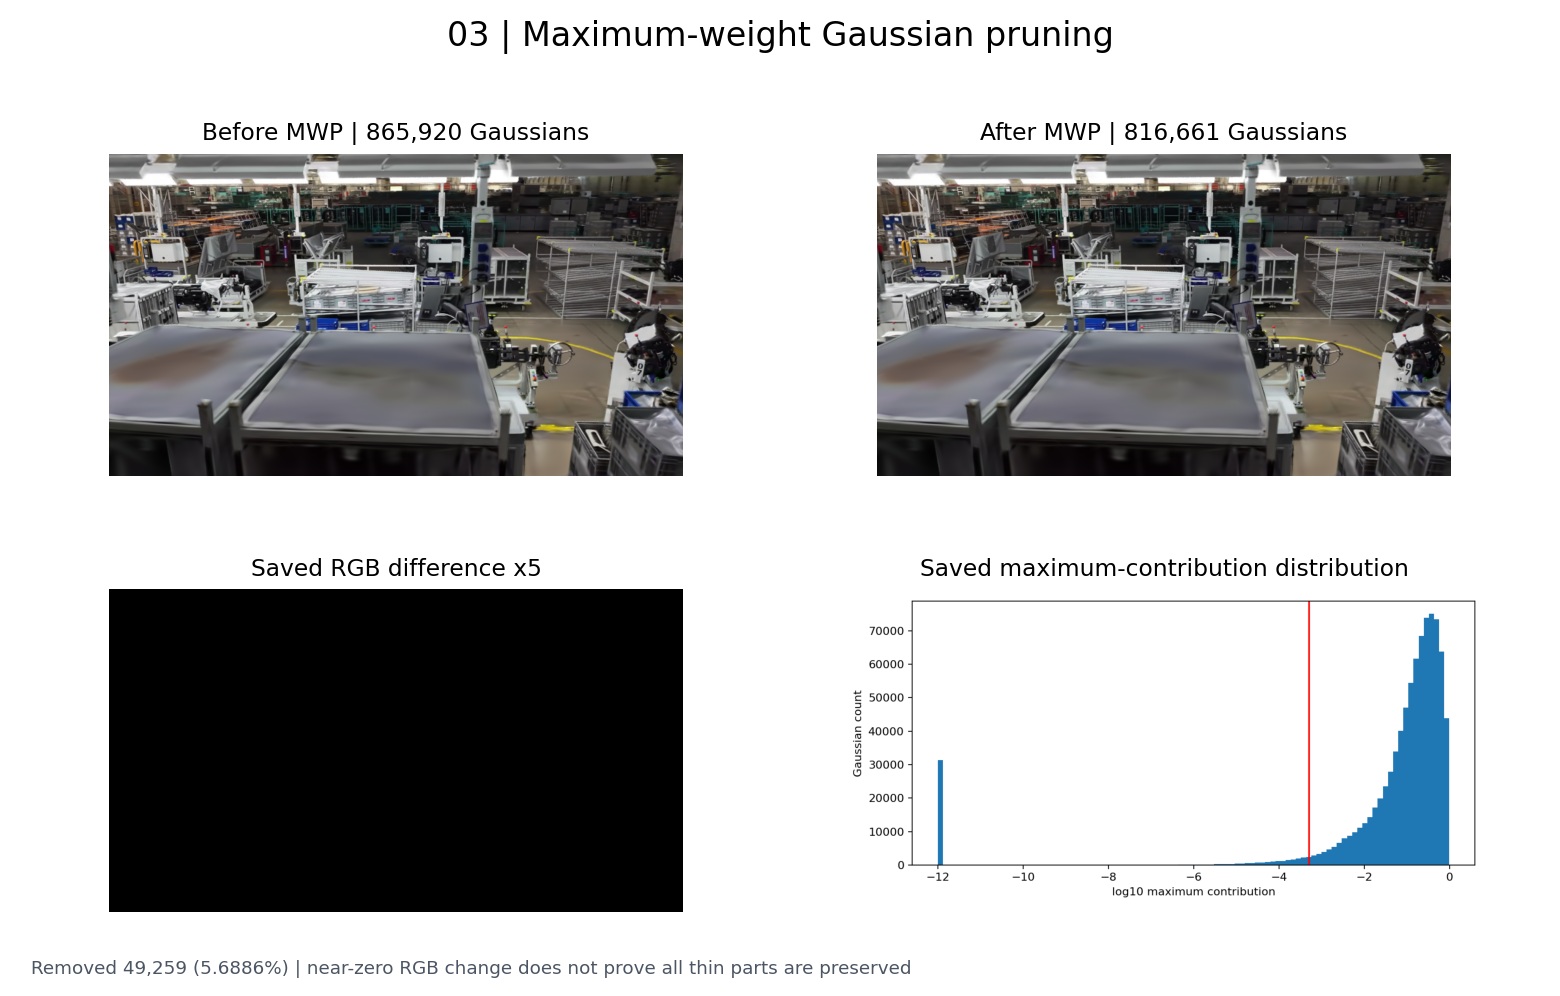 03 | Maximum-weight Gaussian pruning
Before MWP | 865,920 Gaussians
After MWP | 816,661 Gaussians
Saved RGB difference x5
Saved maximum-contribution distribution
70000
60000
50000
40000
30000
20000
10000
0
Gaussian count
−12
−10
−8
−6
−4
−2
0
log10 maximum contribution
Removed 49,259 (5.6886%) | near-zero RGB change does not prove all thin parts are preserved